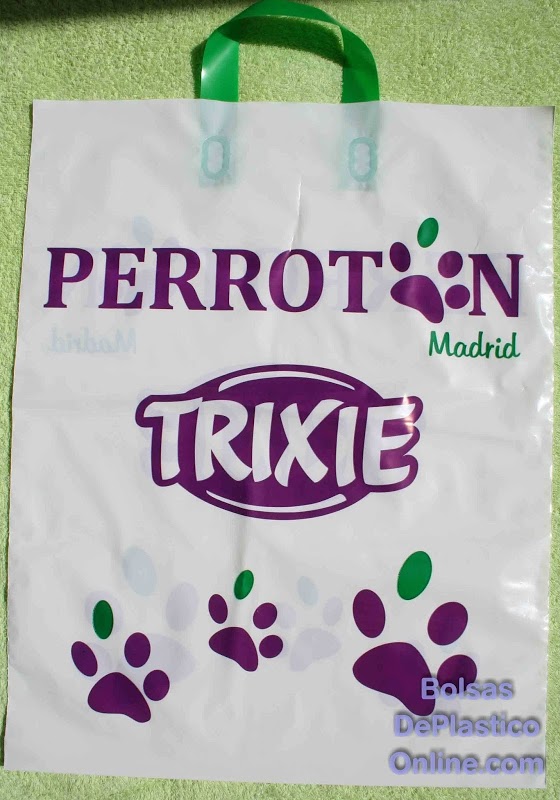 PERROTON
Madrid
TRIXIE
Bolsas
DePlastico
Online.com